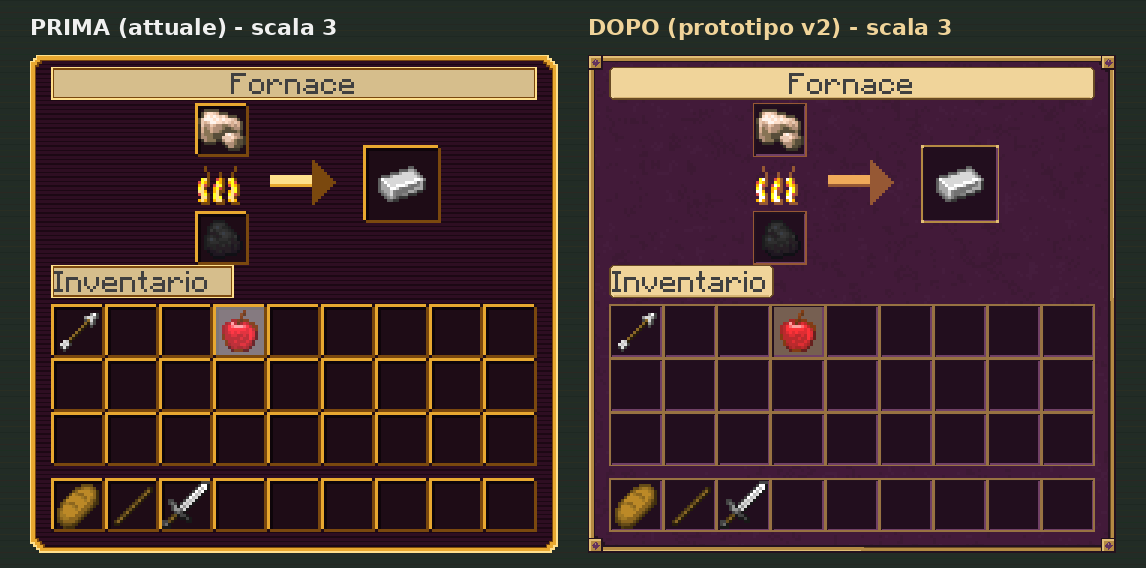 PRIMA (attuale) - scala 3
Fornace
Inventario
DOPO (prototipo v2) - scala 3
Fornace
Inventario